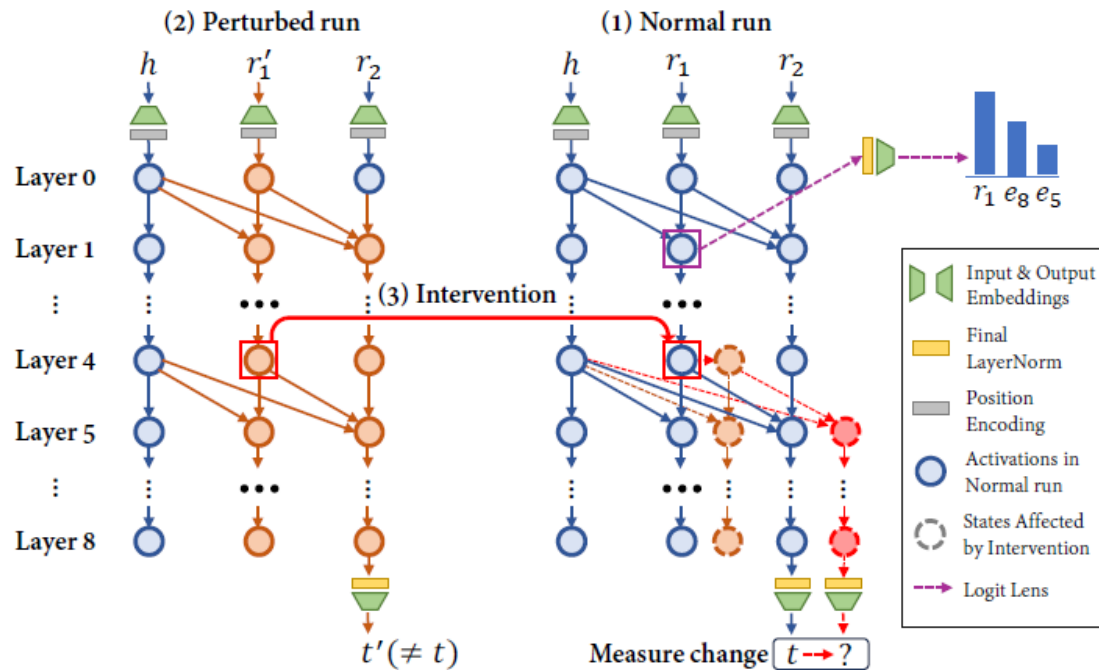 (2) Perturbed run
(1) Normal run
h
r₁′
r₂
h
r₁
r₂
r₁ e₈ e₅
Layer 0
Layer 1
⋮ ⋮ ••• ⋮ ⋮ ••• ⋮
(3) Intervention
Layer 4
Layer 5
⋮ ⋮ ••• ⋮ ⋮ ••• ⋮ ⋮ ⋮
Layer 8
t′(≠ t)
Measure change
t ?
Input & Output
Embeddings
Final
LayerNorm
Position
Encoding
Activations in
Normal run
States Affected
by Intervention
Logit Lens